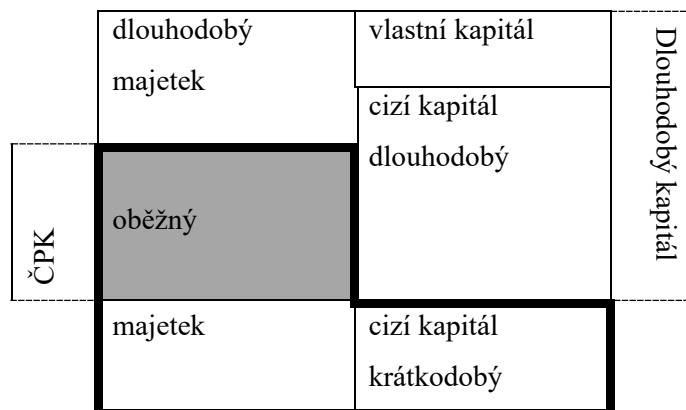 dlouhodobý
majetek
vlastní kapitál
cizí kapitál
dlouhodobý
Dlouhodobý kapitál
ČPK
oběžný
majetek
cizí kapitál
krátkodobý